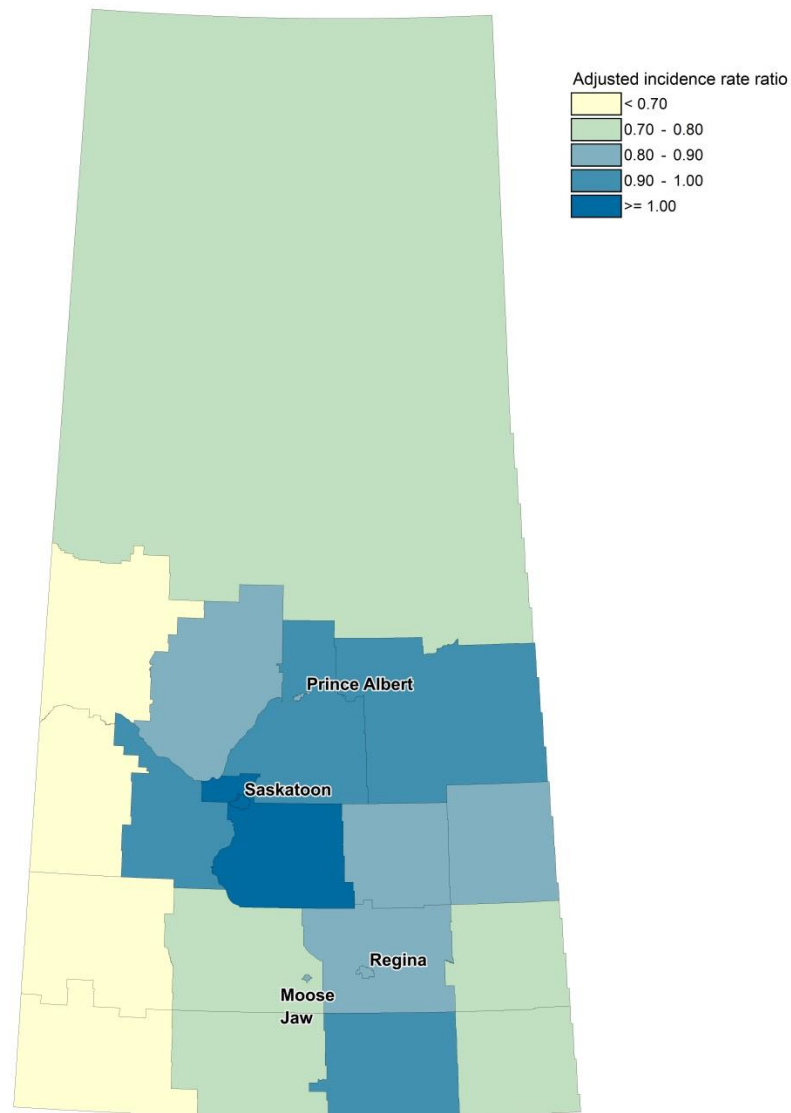 Adjusted incidence rate ratio
< 0.70
0.70 - 0.80
0.80 - 0.90
0.90 - 1.00
>= 1.00
Prince Albert
Saskatoon
Regina
Moose
Jaw